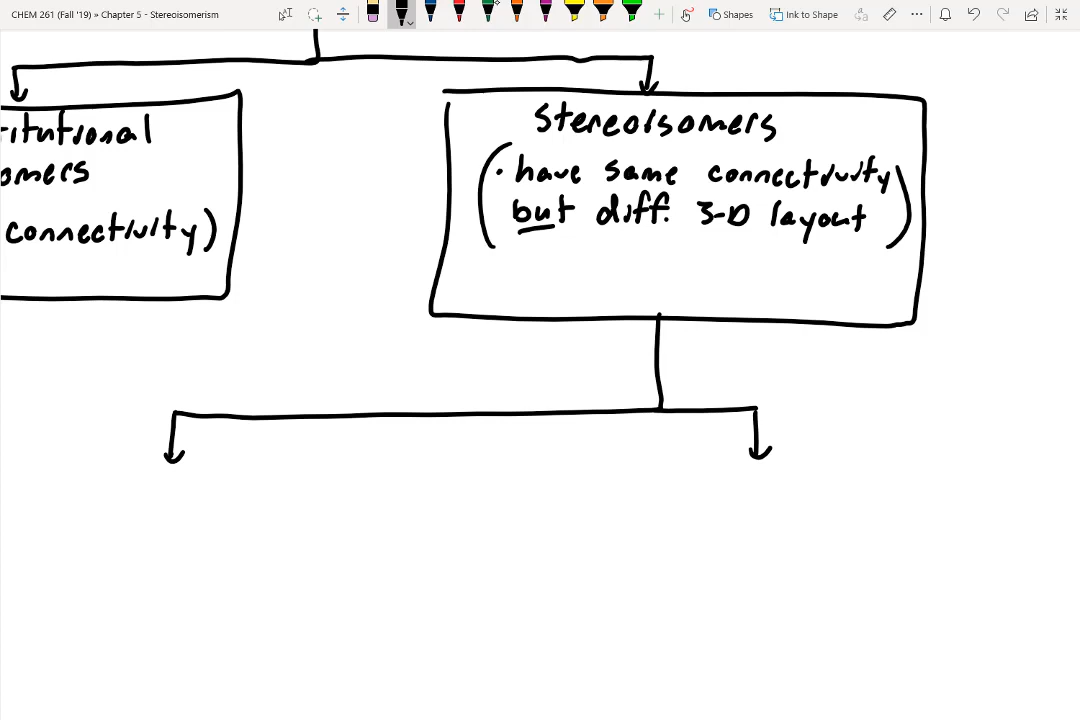 CHEM 261 (Fall '19) » Chapter 5 - Stereoisomerism
Shapes
Ink to Shape
titutional
omers
connectivity)
Stereoisomers
(• have same connectivity
but diff. 3-D layout)